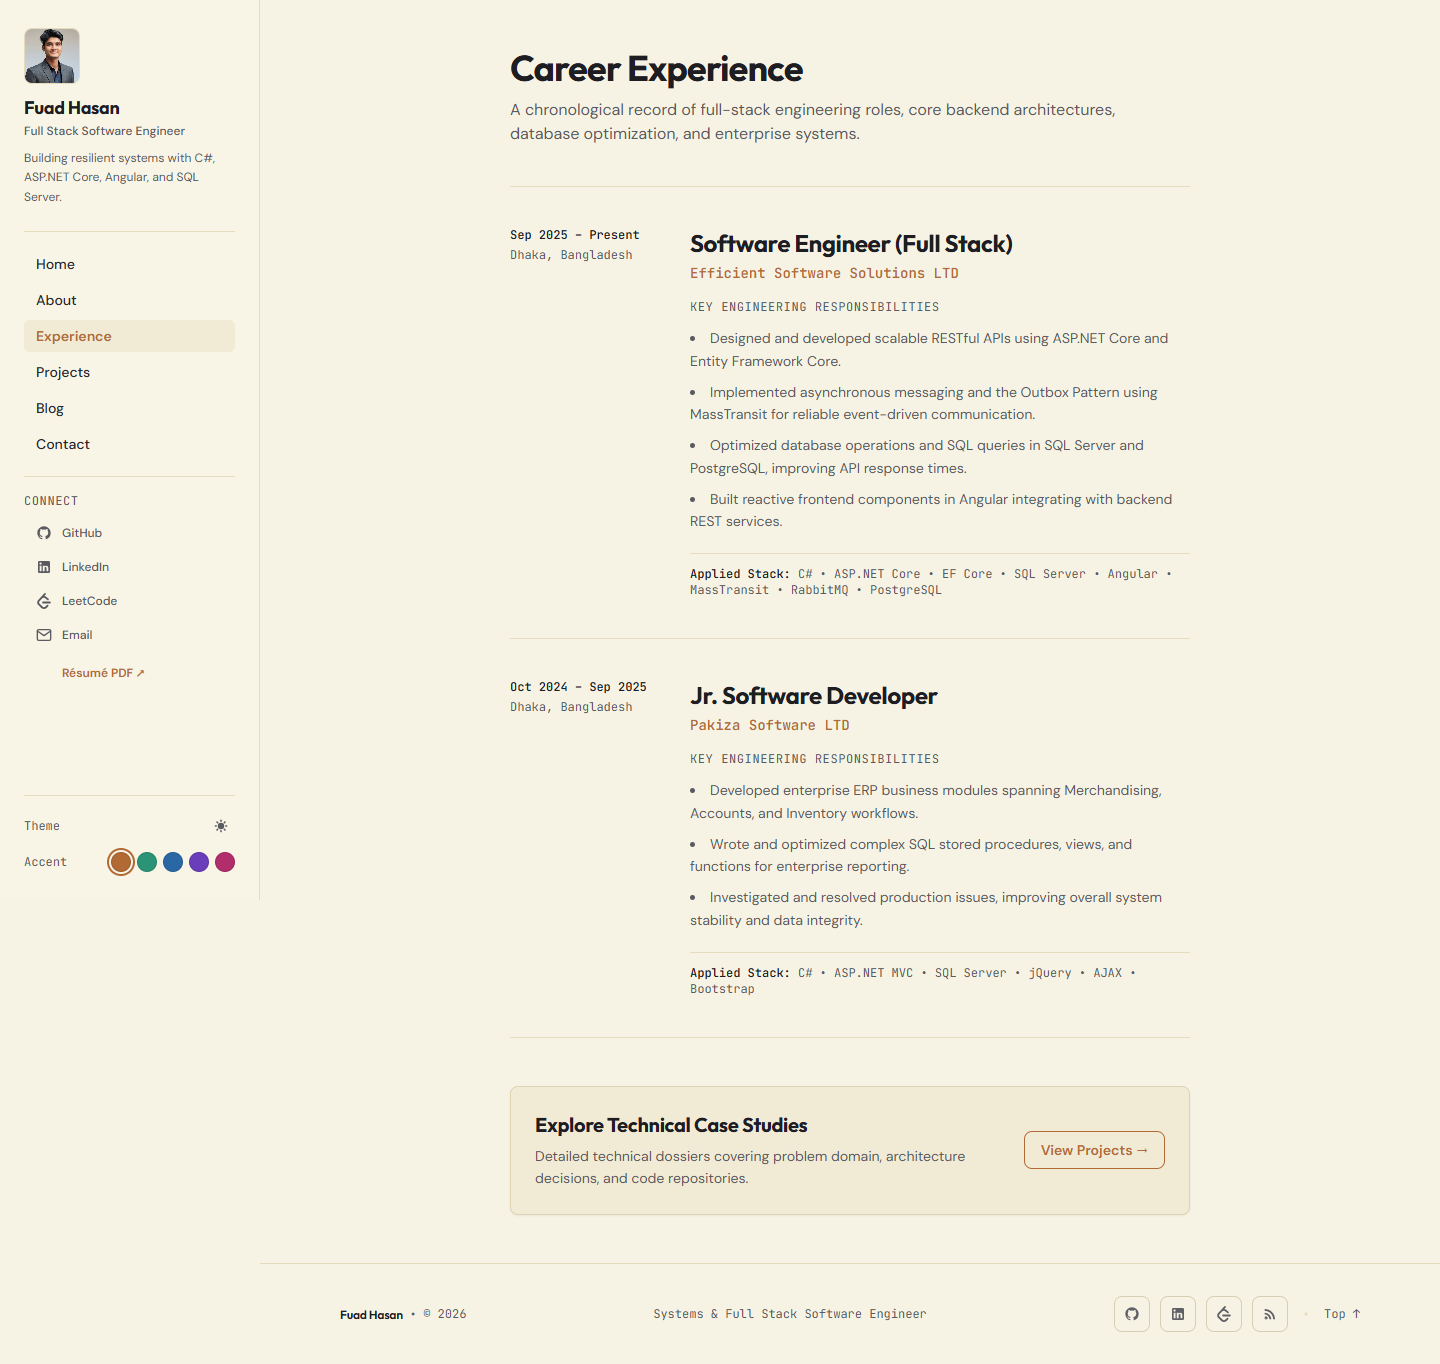 Fuad Hasan
Full Stack Software Engineer
Building resilient systems with C#,
ASP.NET Core, Angular, and SQL
Server.
Home
About
Experience
Projects
Blog
Contact
CONNECT
GitHub
LinkedIn
LeetCode
Email
Résumé PDF ↗
Theme
Accent
Career Experience
A chronological record of full-stack engineering roles, core backend architectures,
database optimization, and enterprise systems.
Sep 2025 – Present
Dhaka, Bangladesh
Software Engineer (Full Stack)
Efficient Software Solutions LTD
KEY ENGINEERING RESPONSIBILITIES
• Designed and developed scalable RESTful APIs using ASP.NET Core and
Entity Framework Core.
• Implemented asynchronous messaging and the Outbox Pattern using
MassTransit for reliable event-driven communication.
• Optimized database operations and SQL queries in SQL Server and
PostgreSQL, improving API response times.
• Built reactive frontend components in Angular integrating with backend
REST services.
Applied Stack: C# • ASP.NET Core • EF Core • SQL Server • Angular •
MassTransit • RabbitMQ • PostgreSQL
Oct 2024 – Sep 2025
Dhaka, Bangladesh
Jr. Software Developer
Pakiza Software LTD
KEY ENGINEERING RESPONSIBILITIES
• Developed enterprise ERP business modules spanning Merchandising,
Accounts, and Inventory workflows.
• Wrote and optimized complex SQL stored procedures, views, and
functions for enterprise reporting.
• Investigated and resolved production issues, improving overall system
stability and data integrity.
Applied Stack: C# • ASP.NET MVC • SQL Server • jQuery • AJAX •
Bootstrap
Explore Technical Case Studies
Detailed technical dossiers covering problem domain, architecture
decisions, and code repositories.
View Projects →
Fuad Hasan • © 2026
Systems & Full Stack Software Engineer
• Top ↑